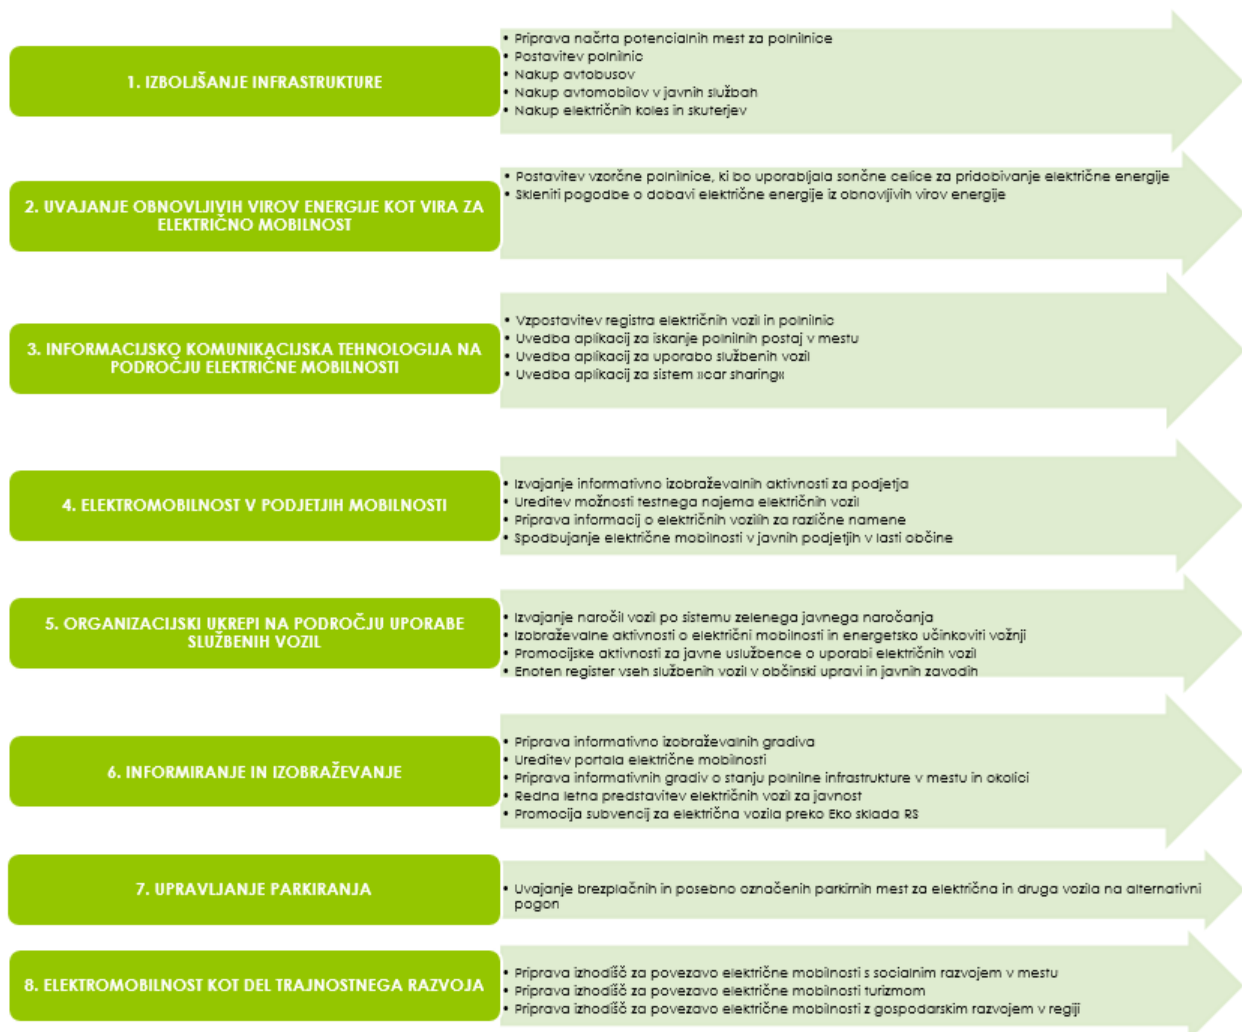 1. IZBOLJŠANJE INFRASTRUKTURE
• Priprava načrta potencialnih mest za polnilnice
• Postavitev polnilnic
• Nakup avtobusov
• Nakup avtomobilov v javnih službah
• Nakup električnih koles in skuterjev
2. UVAJANJE OBNOVLJIVIH VIROV ENERGIJE KOT VIRA ZA
ELEKTRIČNO MOBILNOST
• Postavitev vzorčne polnilnice, ki bo uporabljala sončne celice za pridobivanje električne energije
• Skleniti pogodbe o dobavi električne energije iz obnovljivih virov energije
3. INFORMACIJSKO KOMUNIKACIJSKA TEHNOLOGIJA NA
PODROČJU ELEKTRIČNE MOBILNOSTI
• Vzpostavitev registra električnih vozil in polnilnic
• Uvedba aplikacij za iskanje polnilnih postaj v mestu
• Uvedba aplikacij za uporabo službenih vozil
• Uvedba aplikacij za sistem »car sharing«
4. ELEKTROMOBILNOST V PODJETJIH MOBILNOSTI
• Izvajanje informativno izobraževalnih aktivnosti za podjetja
• Ureditev možnosti testnega najema električnih vozil
• Priprava informacij o električnih vozilih za različne namene
• Spodbujanje električne mobilnosti v javnih podjetjih v lasti občine
5. ORGANIZACIJSKI UKREPI NA PODROČJU UPORABE
SLUŽBENIH VOZIL
• Izvajanje naročil vozil po sistemu zelenega javnega naročanja
• Izobraževalne aktivnosti o električni mobilnosti in energetsko učinkoviti vožnji
• Promocijske aktivnosti za javne uslužbence o uporabi električnih vozil
• Enoten register vseh službenih vozil v občinski upravi in javnih zavodih
6. INFORMIRANJE IN IZOBRAŽEVANJE
• Priprava informativno izobraževalnih gradiva
• Ureditev portala električne mobilnosti
• Priprava informativnih gradiv o stanju polnilne infrastrukture v mestu in okolici
• Redna letna predstavitev električnih vozil za javnost
• Promocija subvencij za električna vozila preko Eko sklada RS
7. UPRAVLJANJE PARKIRANJA
• Uvajanje brezplačnih in posebno označenih parkirnih mest za električna in druga vozila na alternativni
pogon
8. ELEKTROMOBILNOST KOT DEL TRAJNOSTNEGA RAZVOJA
• Priprava izhodišč za povezavo električne mobilnosti s socialnim razvojem v mestu
• Priprava izhodišč za povezavo električne mobilnosti turizmom
• Priprava izhodišč za povezavo električne mobilnosti z gospodarskim razvojem v regiji